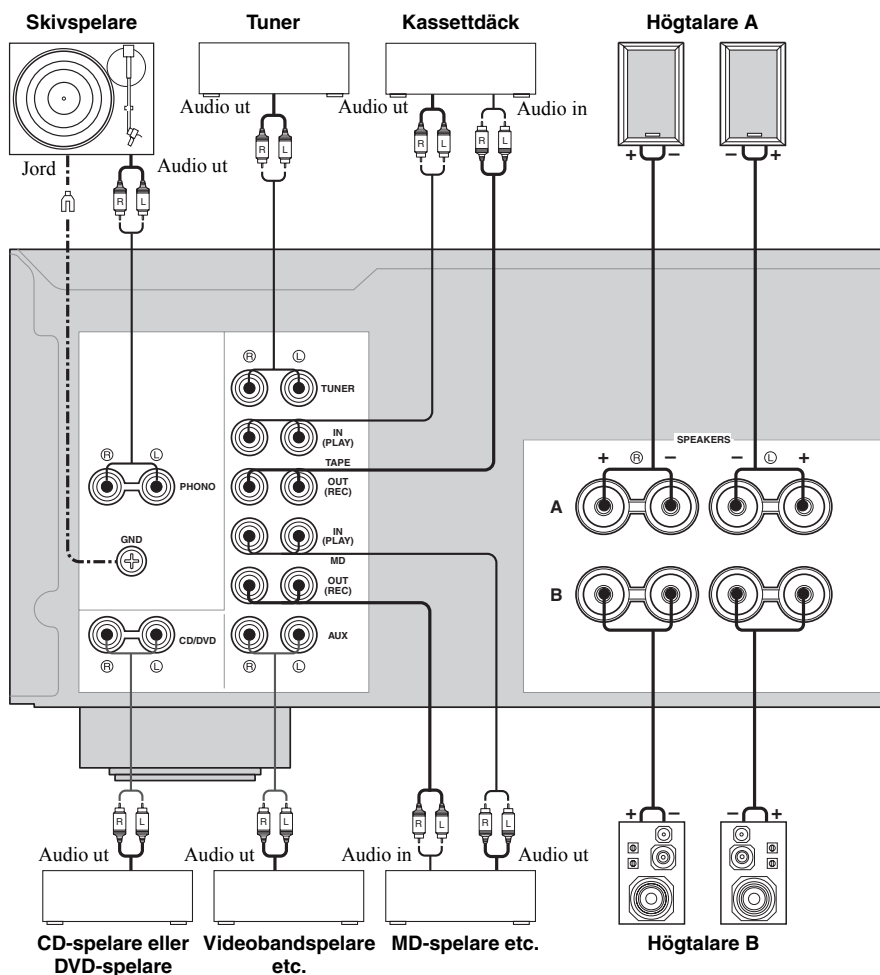 Skivspelare
Tuner
Kassettdäck
Högtalare A
Audio ut
Audio ut
Audio in
R L
R L
R L
+ − − +
Jord
Audio ut
R L
R L
TUNER
IN
(PLAY)
TAPE
OUT
(REC)
R L
PHONO
IN
(PLAY)
MD
OUT
(REC)
GND
CD/DVD
R L
AUX
R L
SPEAKERS
+ R − − L +
A
B
R L
R L
R L
R L
+ − − +
Audio ut
Audio ut
Audio in
Audio ut
CD-spelare eller
DVD-spelare
Videobandspelare
etc.
MD-spelare etc.
Högtalare B